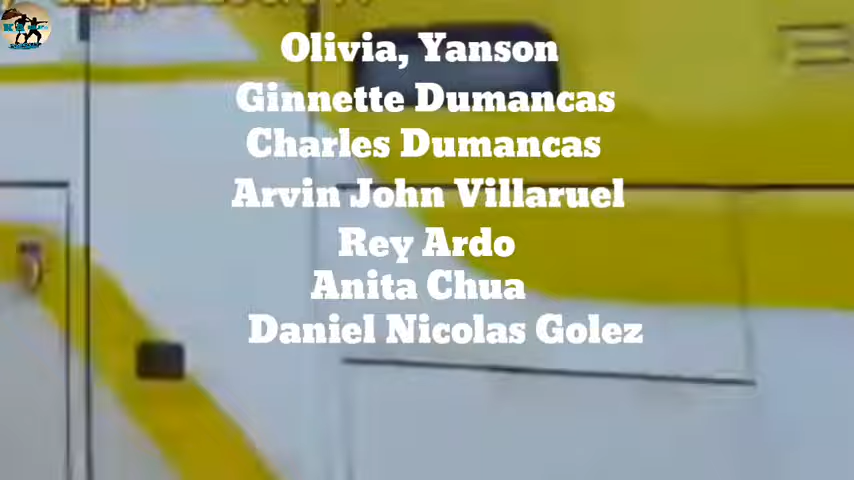 Olivia, Yanson
Ginnette Dumancas
Charles Dumancas
Arvin John Villaruel
Rey Ardo
Anita Chua
Daniel Nicolas Golez